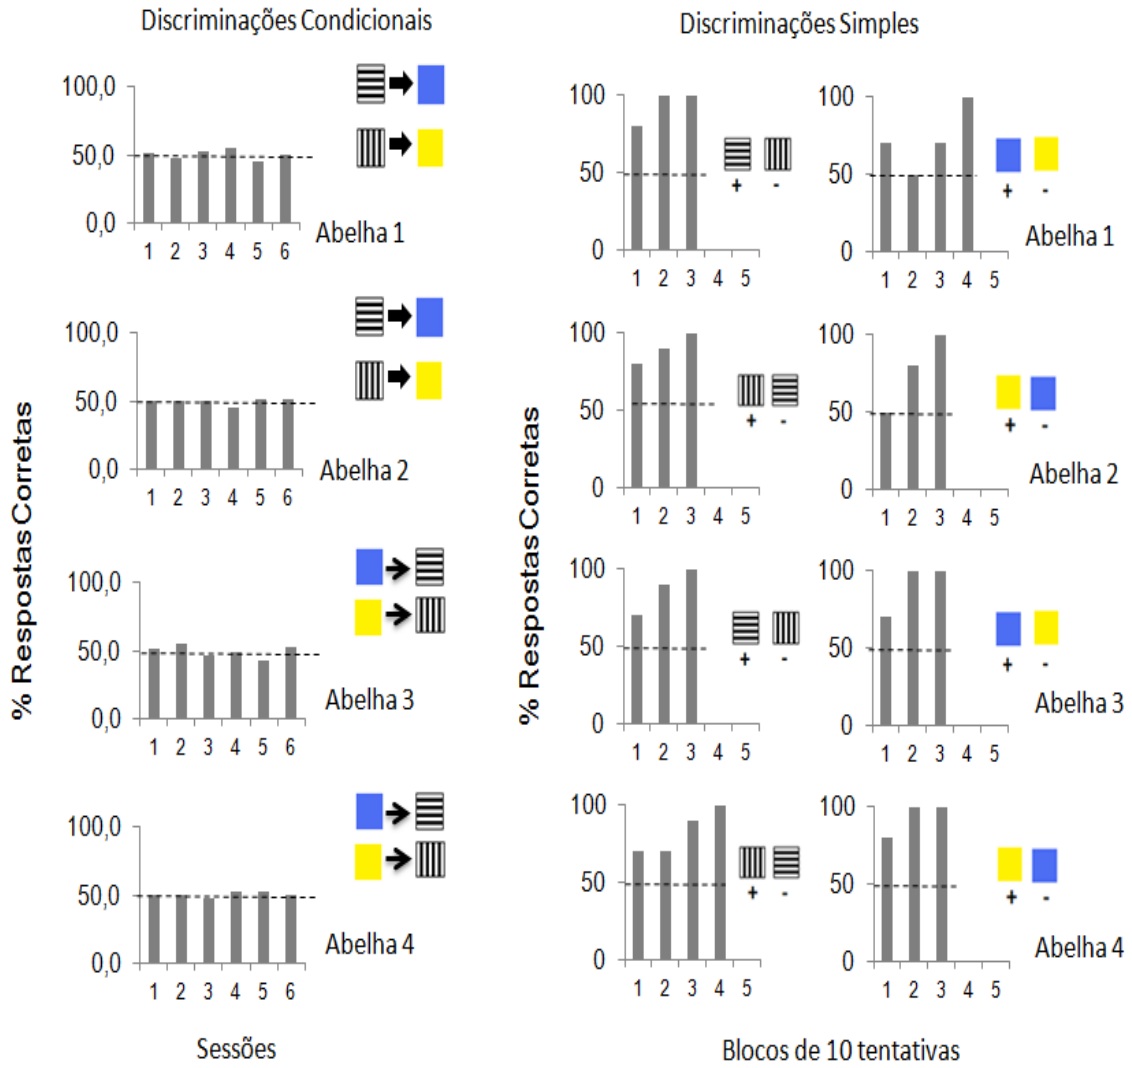 Discriminações Condicionais
100,0
50,0
0,0
1 2 3 4 5 6
Abelha 1
100,0
50,0
0,0
1 2 3 4 5 6
Abelha 2
100,0
50,0
0,0
1 2 3 4 5 6
Abelha 3
100,0
50,0
0,0
1 2 3 4 5 6
Abelha 4
% Respostas Corretas
Sessões
Discriminações Simples
100
50
0
1 2 3 4 5
+ -
100
50
0
1 2 3 4 5
+ -
Abelha 1
100
50
0
1 2 3 4 5
+ -
100
50
0
1 2 3 4 5
+ -
Abelha 2
100
50
0
1 2 3 4 5
+ -
100
50
0
1 2 3 4 5
+ -
Abelha 3
100
50
0
1 2 3 4 5
+ -
100
50
0
1 2 3 4 5
+ -
Abelha 4
% Respostas Corretas
Blocos de 10 tentativas